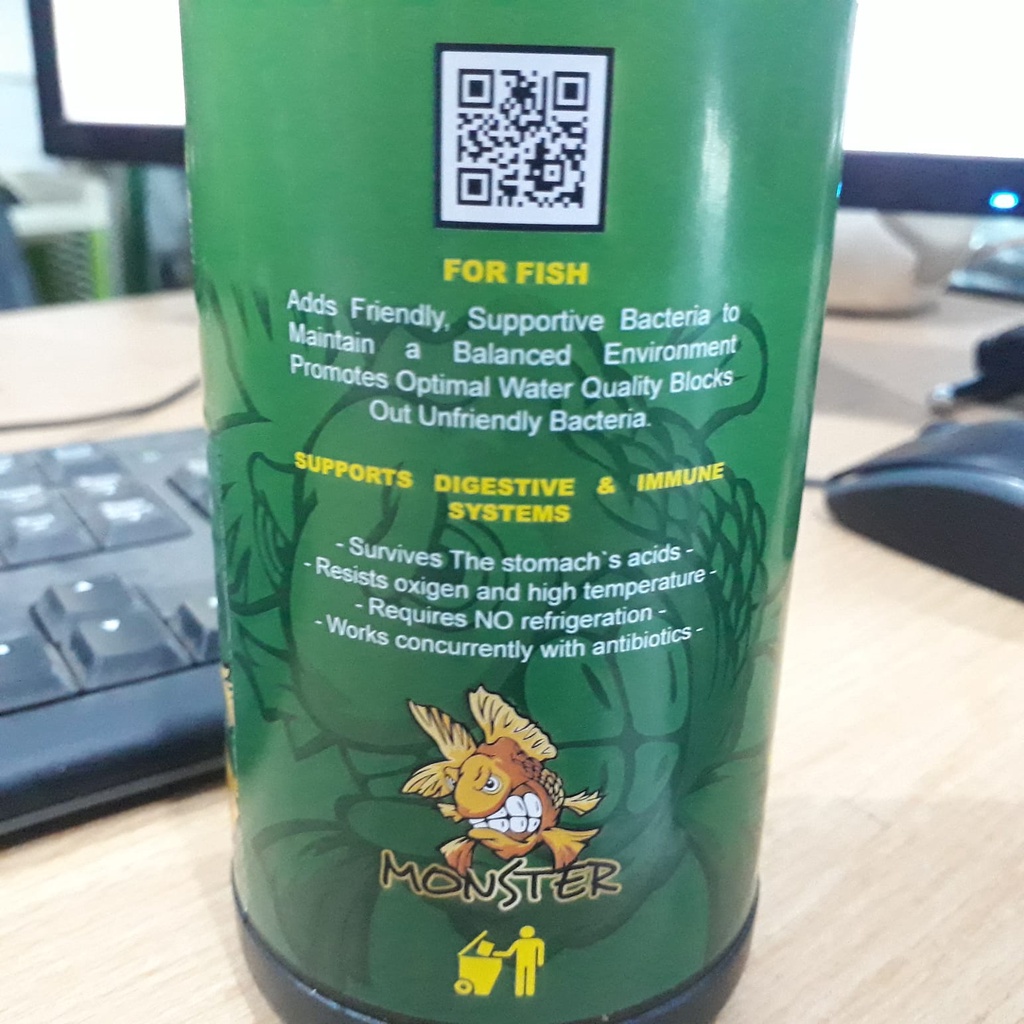 FOR FISH
Adds Friendly, Supportive Bacteria to
Maintain a Balanced Environment
Promotes Optimal Water Quality Blocks
Out Unfriendly Bacteria.
SUPPORTS DIGESTIVE & IMMUNE
SYSTEMS
- Survives The stomach`s acids -
- Resists oxigen and high temperature -
- Requires NO refrigeration -
- Works concurrently with antibiotics -
MONSTER